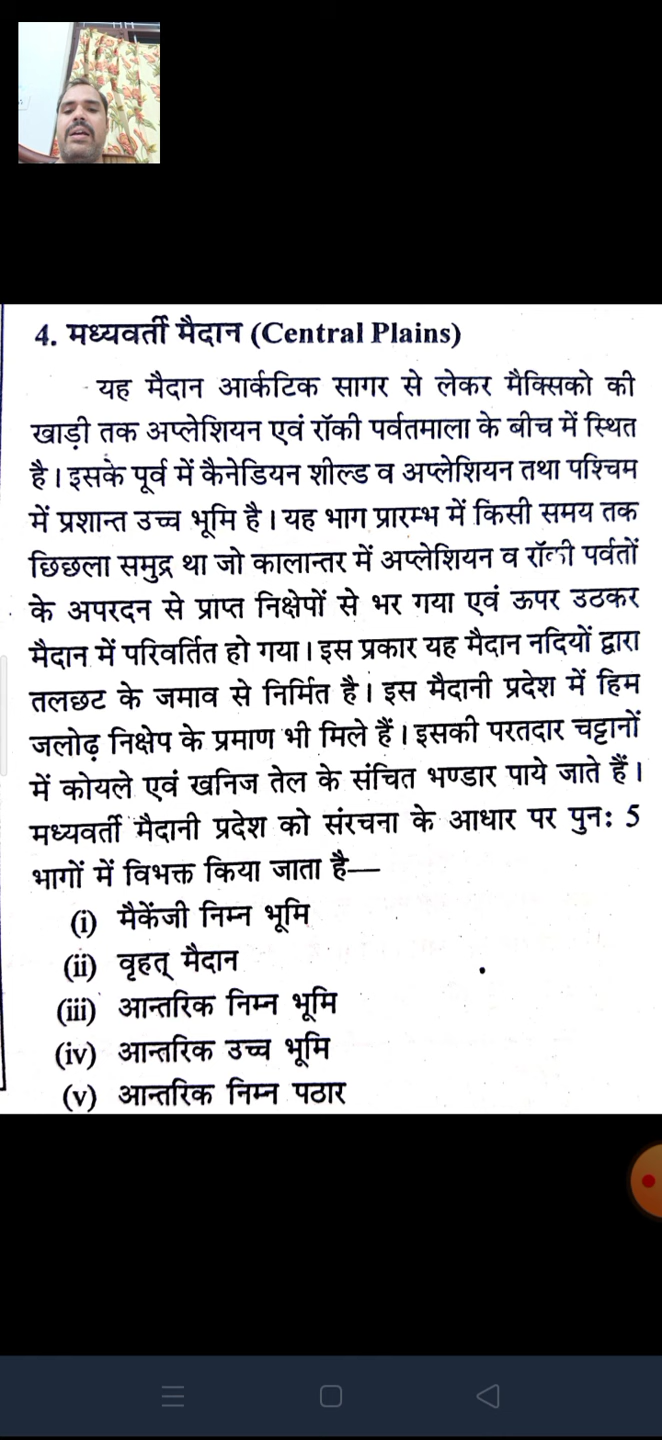 4. मध्यवर्ती मैदान (Central Plains)
यह मैदान आर्कटिक सागर से लेकर मैक्सिको की
खाड़ी तक अप्लेशियन एवं रॉकी पर्वतमाला के बीच में स्थित
है। इसके पूर्व में कैनेडियन शील्ड व अप्लेशियन तथा पश्चिम
में प्रशान्त उच्च भूमि है। यह भाग प्रारम्भ में किसी समय तक
छिछला समुद्र था जो कालान्तर में अप्लेशियन व रॉकी पर्वतों
के अपरदन से प्राप्त निक्षेपों से भर गया एवं ऊपर उठकर
मैदान में परिवर्तित हो गया। इस प्रकार यह मैदान नदियों द्वारा
तलछट के जमाव से निर्मित है। इस मैदानी प्रदेश में हिम
जलोढ़ निक्षेप के प्रमाण भी मिले हैं। इसकी परतदार चट्टानों
में कोयले एवं खनिज तेल के संचित भण्डार पाये जाते हैं।
मध्यवर्ती मैदानी प्रदेश को संरचना के आधार पर पुनः 5
भागों में विभक्त किया जाता है—
(i) मैकेंजी निम्न भूमि
(ii) वृहत् मैदान
(iii) आन्तरिक निम्न भूमि
(iv) आन्तरिक उच्च भूमि
(v) आन्तरिक निम्न पठार